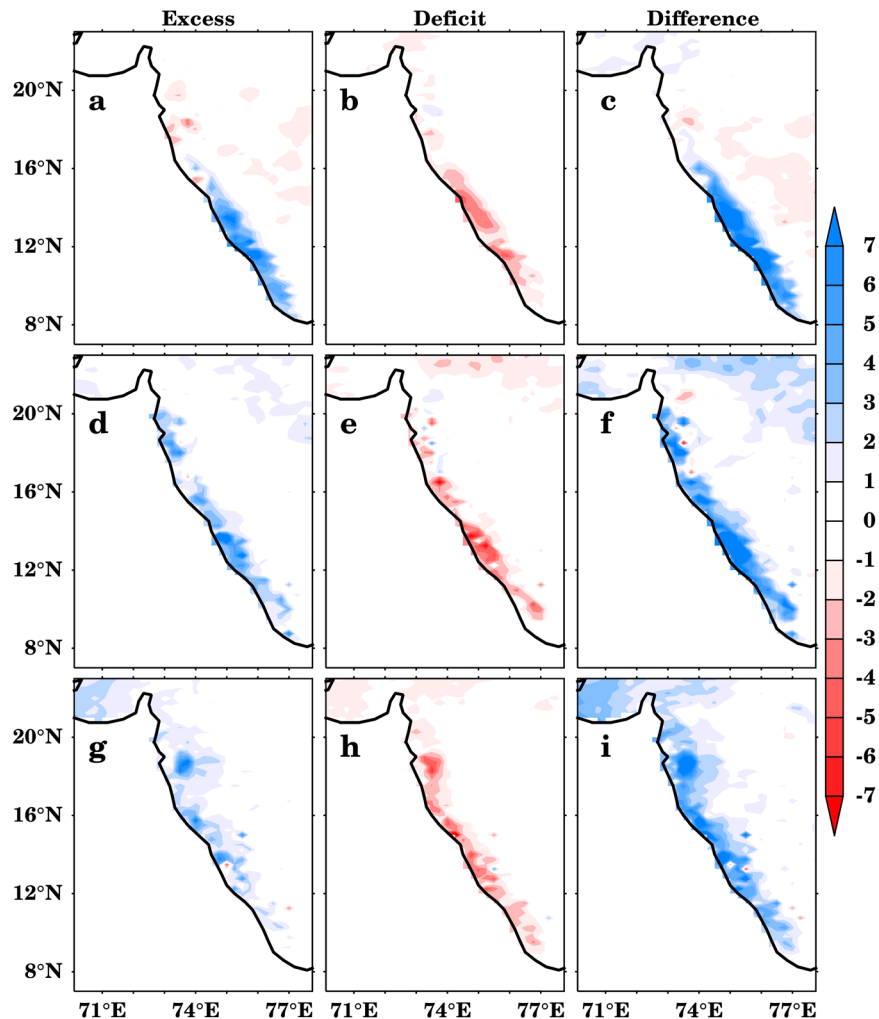 Excess Deficit Difference
20°N a b c
16°N
12°N
8°N
20°N d e f
16°N
12°N
8°N
20°N g h i
16°N
12°N
8°N
71°E 74°E 77°E 71°E 74°E 77°E 71°E 74°E 77°E
7
6
5
4
3
2
1
0
-1
-2
-3
-4
-5
-6
-7